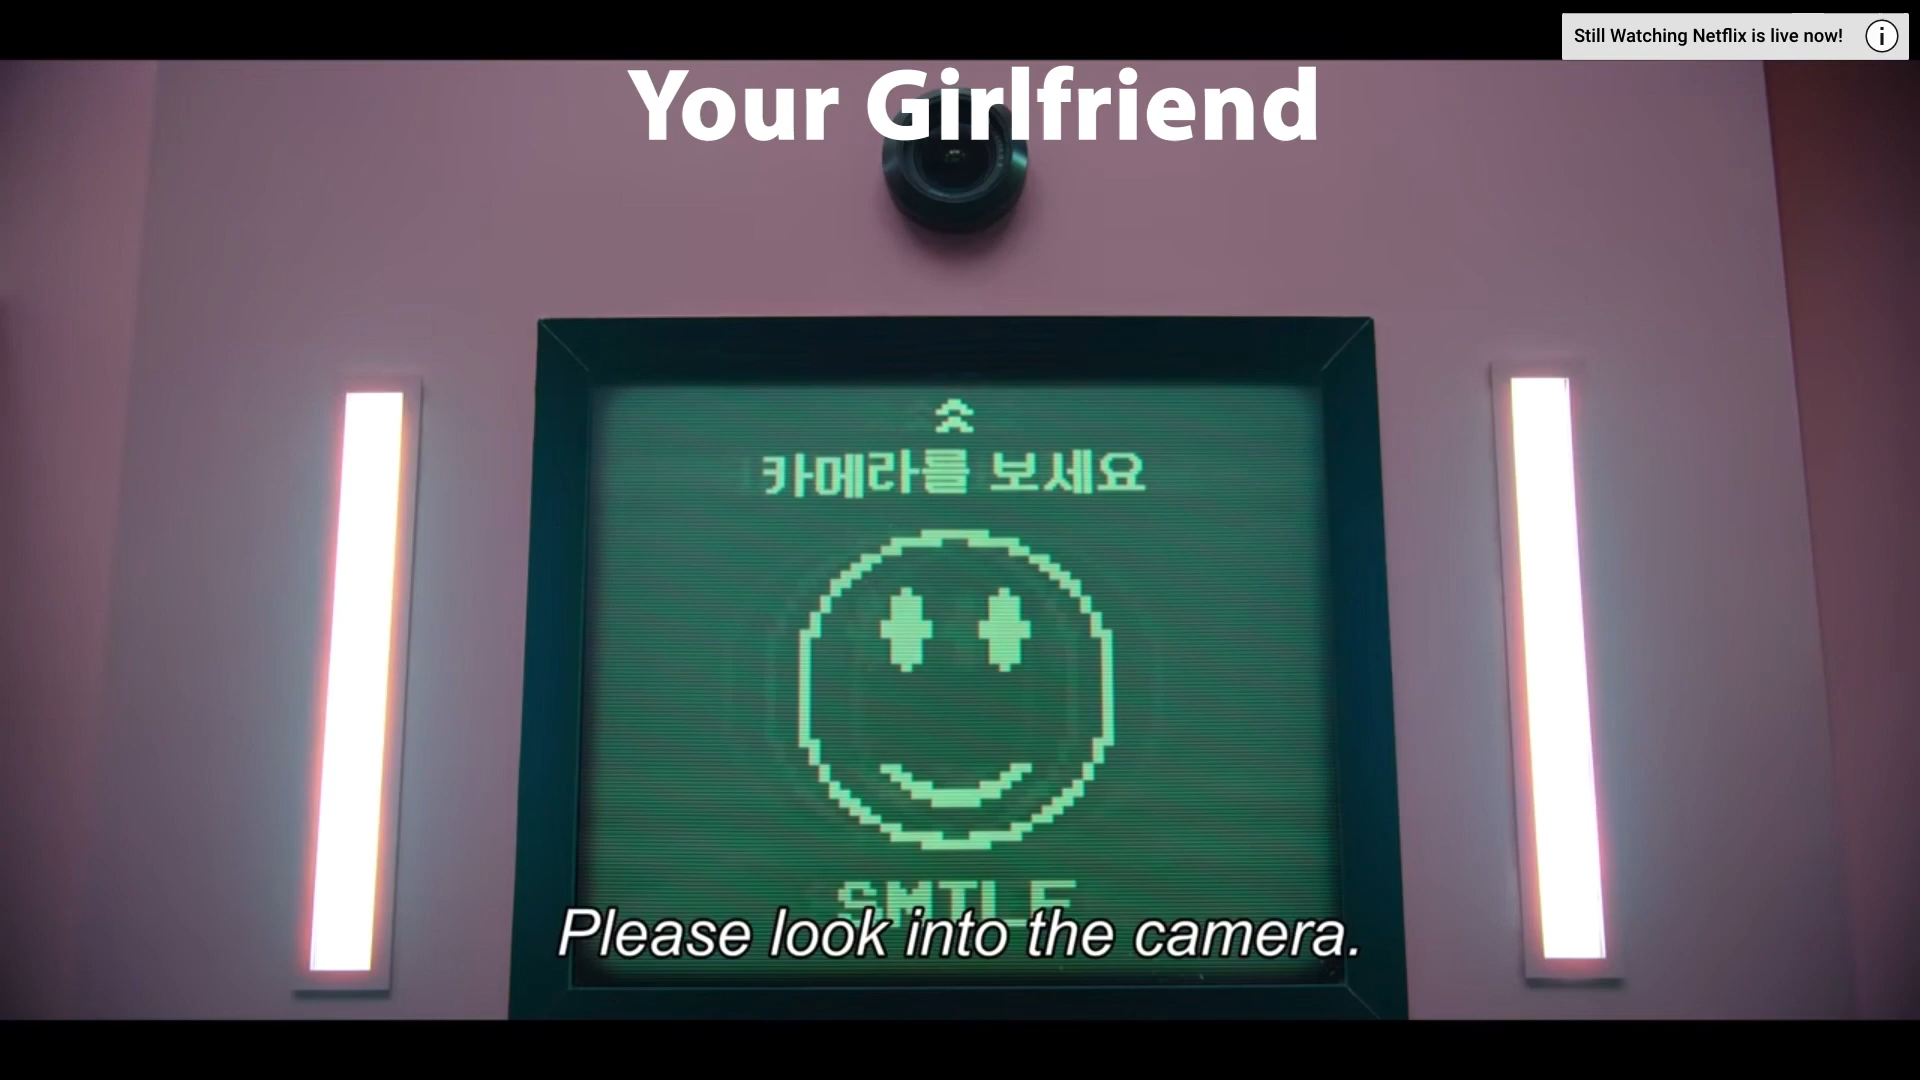 Still Watching Netflix is live now!
Your Girlfriend
카메라를 보세요
SMILE
Please look into the camera.